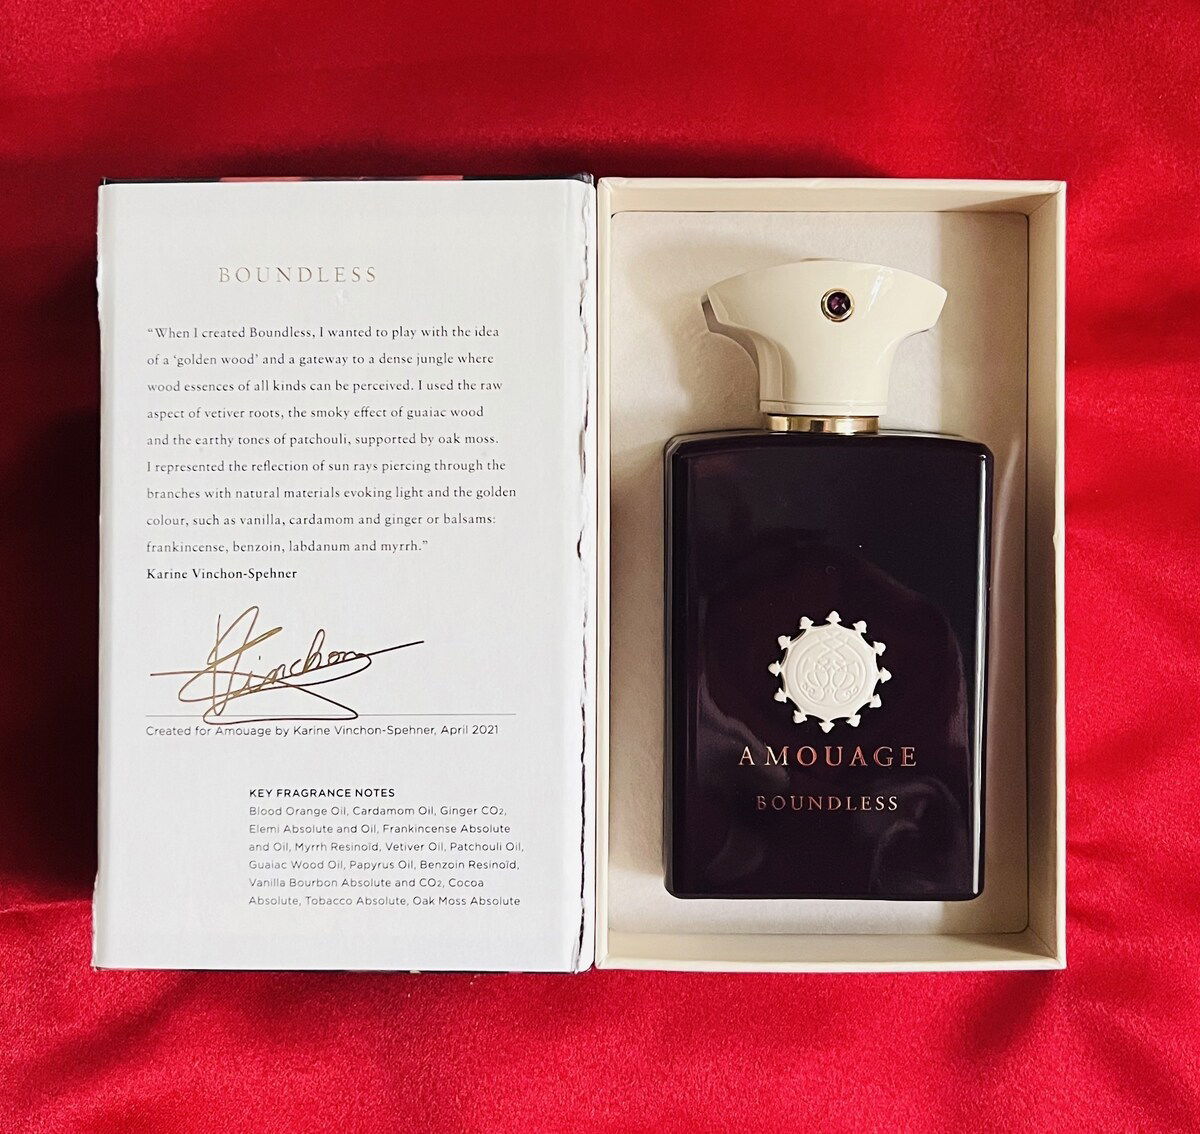 BOUNDLESS
“When I created Boundless, I wanted to play with the idea
of a ‘golden wood’ and a gateway to a dense jungle where
wood essences of all kinds can be perceived. I used the raw
aspect of vetiver roots, the smoky effect of guaiac wood
and the earthy tones of patchouli, supported by oak moss.
I represented the reflection of sun rays piercing through the
branches with natural materials evoking light and the golden
colour, such as vanilla, cardamom and ginger or balsams:
frankincense, benzoin, labdanum and myrrh.”
Karine Vinchon-Spehner
Vinchon
Created for Amouage by Karine Vinchon-Spehner, April 2021
KEY FRAGRANCE NOTES
Blood Orange Oil, Cardamom Oil, Ginger CO₂,
Elemi Absolute and Oil, Frankincense Absolute
and Oil, Myrrh Resinoïd, Vetiver Oil, Patchouli Oil,
Guaiac Wood Oil, Papyrus Oil, Benzoin Resinoïd,
Vanilla Bourbon Absolute and CO₂, Cocoa
Absolute, Tobacco Absolute, Oak Moss Absolute
AMOUAGE
BOUNDLESS